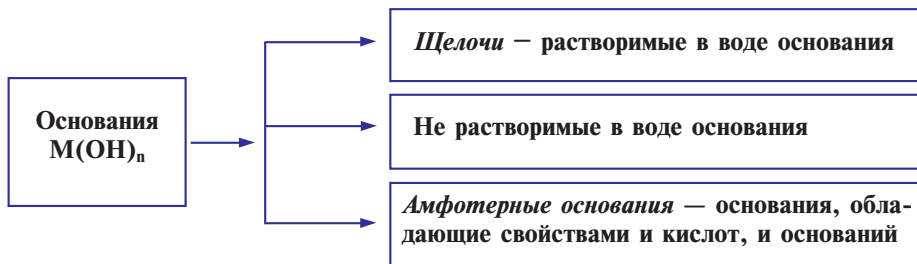 Основания
M(OH)n
Щелочи — растворимые в воде основания
Не растворимые в воде основания
Амфотерные основания — основания, обла-
дающие свойствами и кислот, и оснований